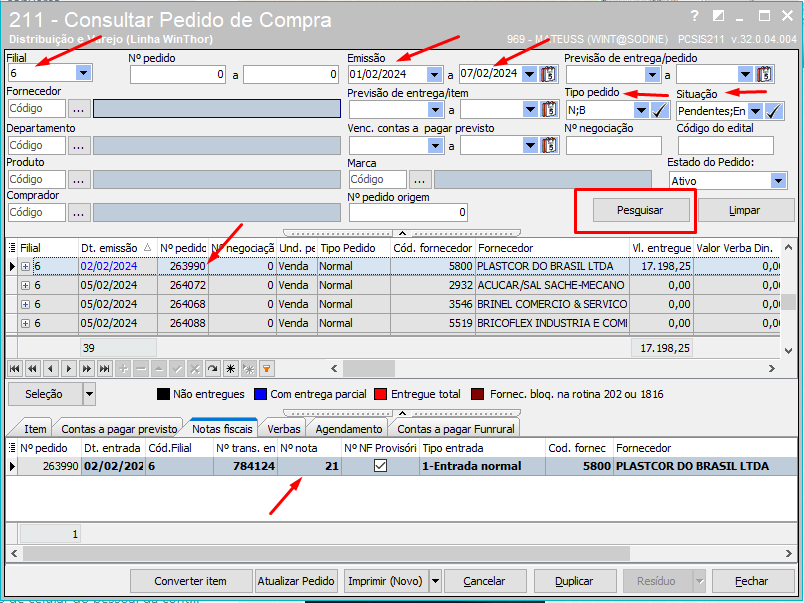 211 - Consultar Pedido de Compra
Distribuição e Varejo (Linha WinThor)
969 - MATEUSS (WINT@SODINE) PCSIS211 v.32.0.04.004
Filial Nº pedido Emissão Previsão de entrega/pedido
6 0 a 0 01/02/2024 a 07/02/2024 a
Fornecedor Previsão de entrega/item Tipo pedido Situação
Código ... a N;B Pendentes;En
Departamento Venc. contas a pagar previsto Nº negociação Código do edital
Código ... a
Produto Marca Estado do Pedido:
Código ... Código ... Ativo
Comprador Nº pedido origem
Código ... 0 Pesquisar Limpar
Filial Dt. emissão Nº pedido Nº negociaçã Und. pe Tipo Pedido Cód. fornecedor Fornecedor Vl. entregue Valor Verba Din.
6 02/02/2024 263990 0 Venda Normal 5800 PLASTCOR DO BRASIL LTDA 17.198,25 0,0
6 05/02/2024 264072 0 Venda Normal 2932 ACUCAR/SAL SACHE-MECANO 0,00 0,0
6 05/02/2024 264068 0 Venda Normal 3546 BRINEL COMERCIO & SERVICO 0,00 0,0
6 05/02/2024 264088 0 Venda Normal 5519 BRICOFLEX INDUSTRIA E COMI 0,00 0,0
39 17.198,25
Seleção Não entregues Com entrega parcial Entregue total Fornec. bloq. na rotina 202 ou 1816
Item Contas a pagar previsto Notas fiscais Verbas Agendamento Contas a pagar Funrural
Nº pedido Dt. entrada Cód.Filial Nº trans. en Nº nota Nº NF Provisóri Tipo entrada Cod. fornec Fornecedor
263990 02/02/202 6 784124 21 1-Entrada normal 5800 PLASTCOR DO BRASIL LTDA
1
Converter item Atualizar Pedido Imprimir (Novo) Cancelar Duplicar Resíduo Fechar